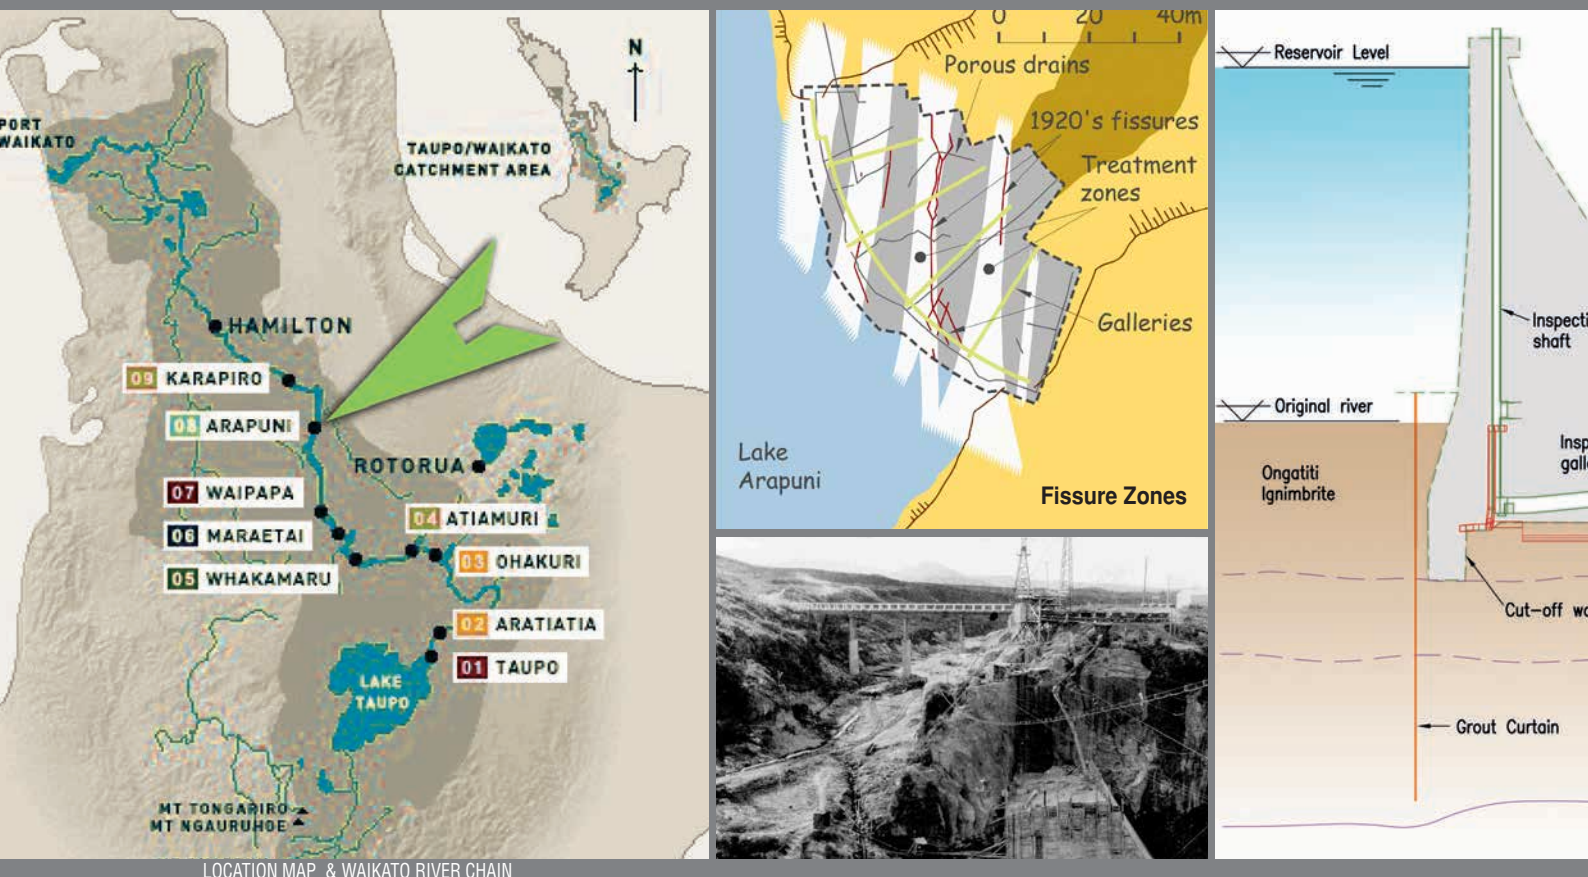 N
PORT
WAIKATO
TAUPO/WAIKATO
CATCHMENT AREA
HAMILTON
09 KARAPIRO
08 ARAPUNI
ROTORUA
07 WAIPAPA
04 ATIAMURI
06 MARAETAI
03 OHAKURI
05 WHAKAMARU
02 ARATIATIA
01 TAUPO
LAKE
TAUPO
MT TONGARIRO
MT NGAURUHOE
LOCATION MAP & WAIKATO RIVER CHAIN
0 20 40m
Porous drains
1920's fissures
Treatment
zones
Galleries
Lake
Arapuni
Fissure Zones
Reservoir Level
Inspecti
shaft
Original river
Insp
gall
Ongatiti
Ignimbrite
Cut-off w
Grout Curtain